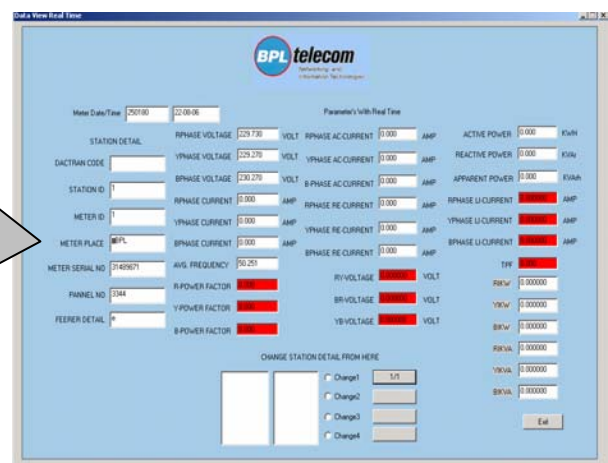 Data View Real Time
BPL telecom
Networking and
Information Technologies
Meter Date/Time 250180 22-08-06 Parameter's With Real Time
STATION DETAIL
DACTRAN CODE
STATION ID 1
METER ID 1
METER PLACE BPL
METER SERIAL NO 31489871
PANNEL NO 3344
FEERER DETAIL e
RPHASE VOLTAGE 229.730 VOLT
YPHASE VOLTAGE 229.270 VOLT
BPHASE VOLTAGE 230.270 VOLT
RPHASE CURRENT 0.000 AMP
YPHASE CURRENT 0.000 AMP
BPHASE CURRENT 0.000 AMP
AVG. FREQUENCY 50.251
R-POWER FACTOR
Y-POWER FACTOR
B-POWER FACTOR
RPHASE AC-CURRENT 0.000 AMP
YPHASE AC-CURRENT 0.000 AMP
B-PHASE AC-CURRENT 0.000 AMP
RPHASE RE-CURRENT 0.000 AMP
YPHASE RE-CURRENT 0.000 AMP
BPHASE RE-CURRENT 0.000 AMP
RY-VOLTAGE VOLT
BR-VOLTAGE VOLT
YB-VOLTAGE VOLT
ACTIVE POWER 0.000 KWH
REACTIVE POWER 0.000 KVAr
APPARENT POWER 0.000 KVAh
RPHASE LI-CURRENT AMP
YPHASE LI-CURRENT AMP
BPHASE LI-CURRENT AMP
TPF
RIKW 0.000000
YIKW 0.000000
BIKW 0.000000
RIKVA 0.000000
YIKVA 0.000000
BIKVA 0.000000
CHANGE STATION DETAIL FROM HERE
Change1 1/1
Change2
Change3
Change4
Exit